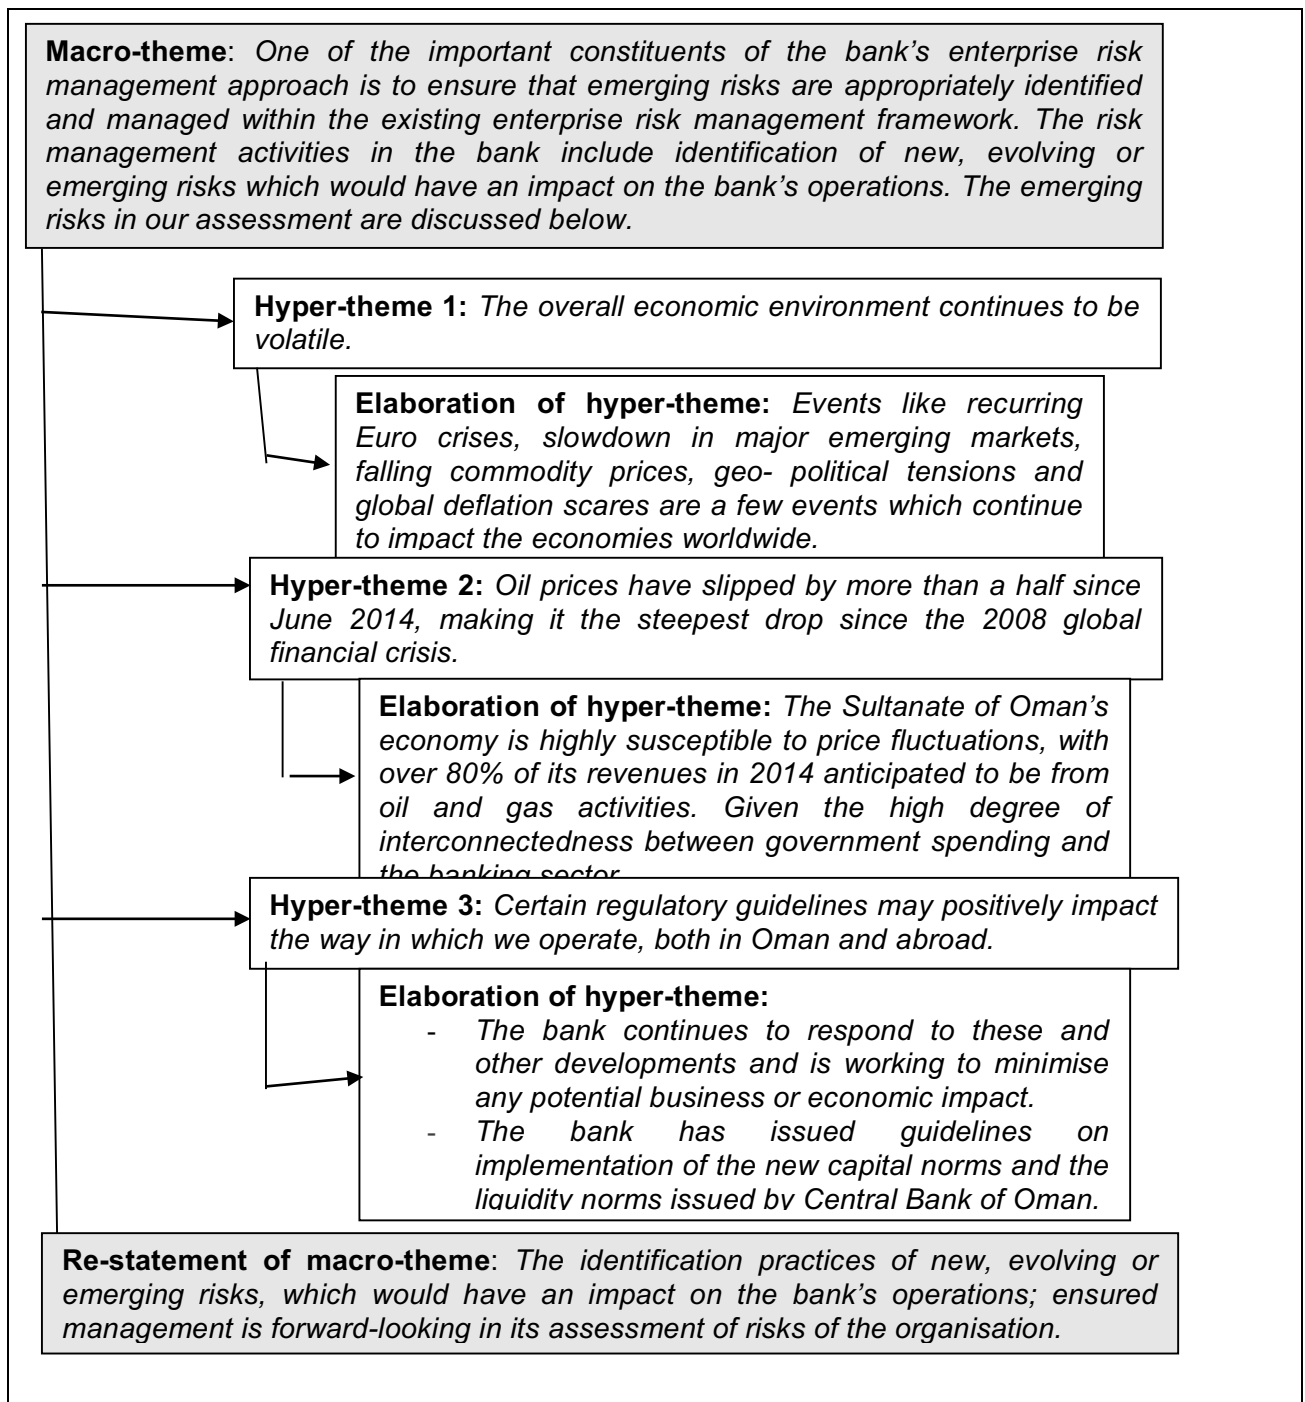 Macro-theme: One of the important constituents of the bank’s enterprise risk
management approach is to ensure that emerging risks are appropriately identified
and managed within the existing enterprise risk management framework. The risk
management activities in the bank include identification of new, evolving or
emerging risks which would have an impact on the bank’s operations. The emerging
risks in our assessment are discussed below.
Hyper-theme 1: The overall economic environment continues to be
volatile.
Elaboration of hyper-theme: Events like recurring
Euro crises, slowdown in major emerging markets,
falling commodity prices, geo- political tensions and
global deflation scares are a few events which continue
to impact the economies worldwide.
Hyper-theme 2: Oil prices have slipped by more than a half since
June 2014, making it the steepest drop since the 2008 global
financial crisis.
Elaboration of hyper-theme: The Sultanate of Oman’s
economy is highly susceptible to price fluctuations, with
over 80% of its revenues in 2014 anticipated to be from
oil and gas activities. Given the high degree of
interconnectedness between government spending and
the banking sector
Hyper-theme 3: Certain regulatory guidelines may positively impact
the way in which we operate, both in Oman and abroad.
Elaboration of hyper-theme:
- The bank continues to respond to these and
other developments and is working to minimise
any potential business or economic impact.
- The bank has issued guidelines on
implementation of the new capital norms and the
liquidity norms issued by Central Bank of Oman.
Re-statement of macro-theme: The identification practices of new, evolving or
emerging risks, which would have an impact on the bank’s operations; ensured
management is forward-looking in its assessment of risks of the organisation.